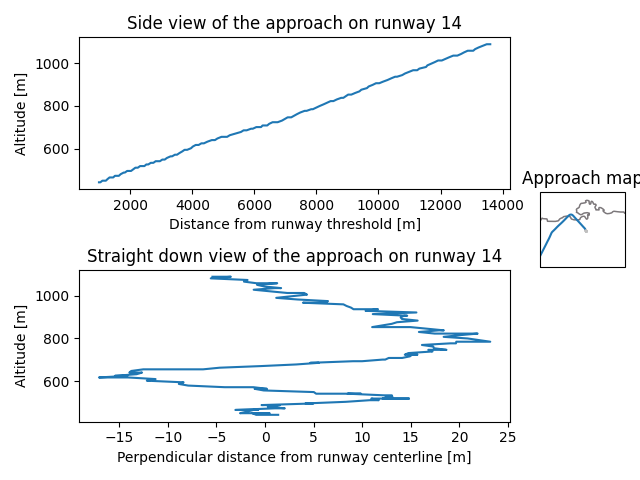 Side view of the approach on runway 14
1000
800
600
Altitude [m]
2000 4000 6000 8000 10000 12000 14000
Distance from runway threshold [m]
Approach map
Straight down view of the approach on runway 14
1000
800
600
Altitude [m]
−15 −10 −5 0 5 10 15 20 25
Perpendicular distance from runway centerline [m]